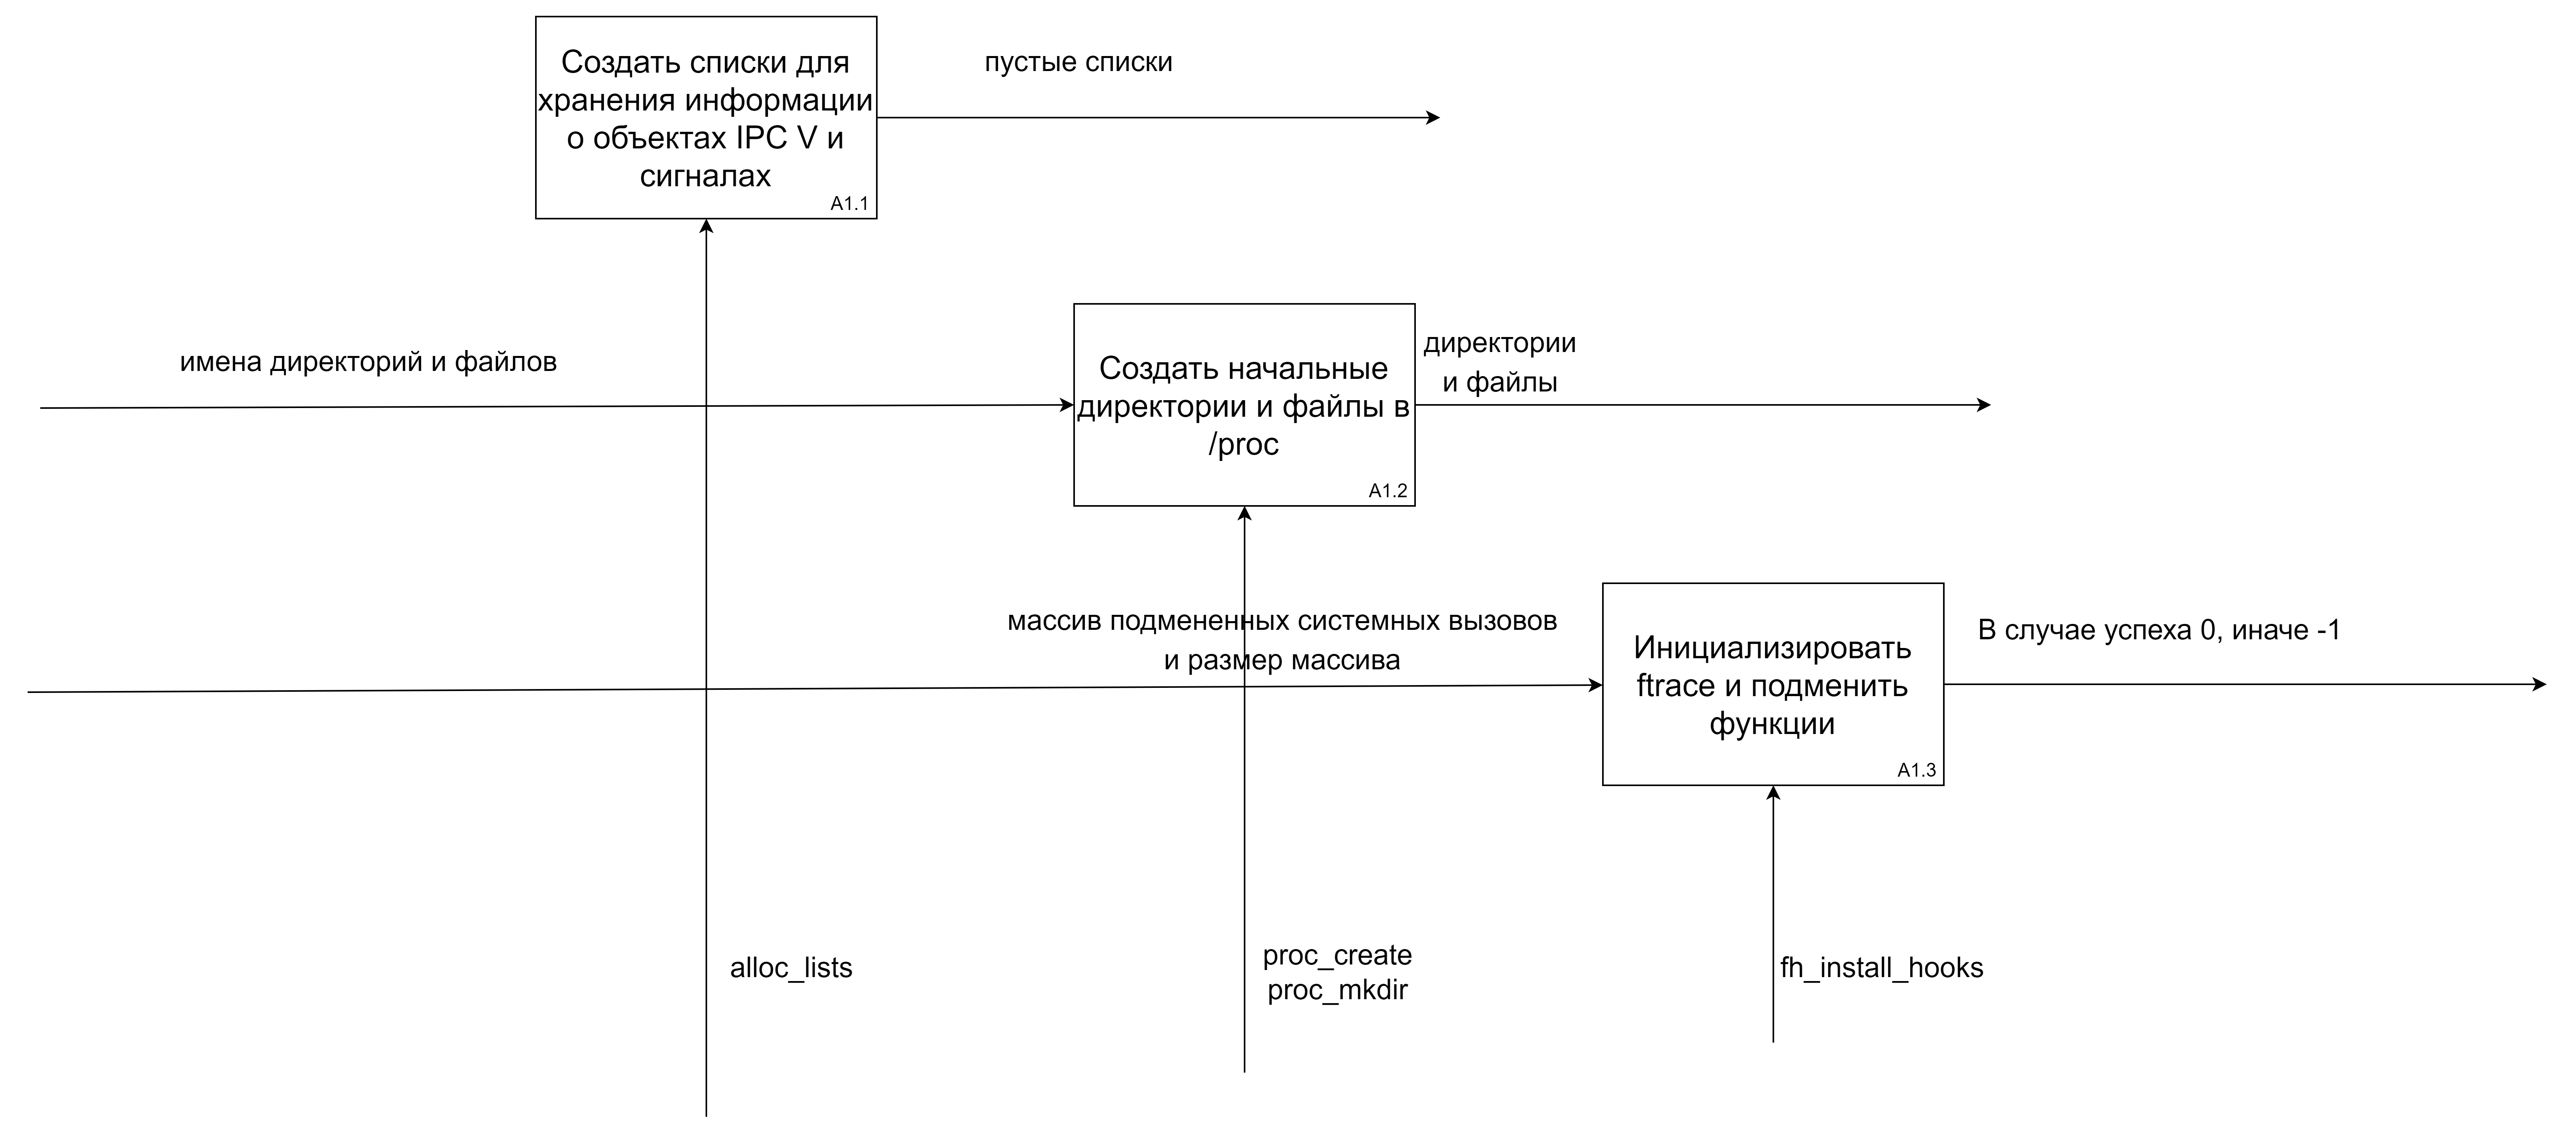 Создать списки для
хранения информации
о объектах IPC V и
сигналах
A1.1
пустые списки
имена директорий и файлов
Создать начальные
директории и файлы в
/proc
A1.2
директории
и файлы
массив подмененных системных вызовов
и размер массива
Инициализировать
ftrace и подменить
функции
A1.3
В случае успеха 0, иначе -1
alloc_lists
proc_create
proc_mkdir
fh_install_hooks